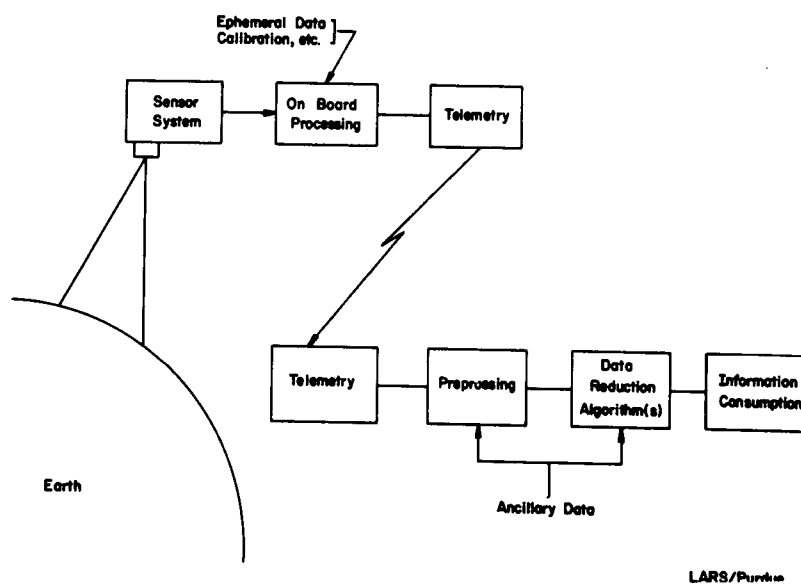 Ephemeral Data
Calibration, etc.
Sensor
System
On Board
Processing
Telemetry
Telemetry
Preprossing
Data
Reduction
Algorithm(s)
Information
Consumption
Earth
Ancillary Data
LARS/Purdue